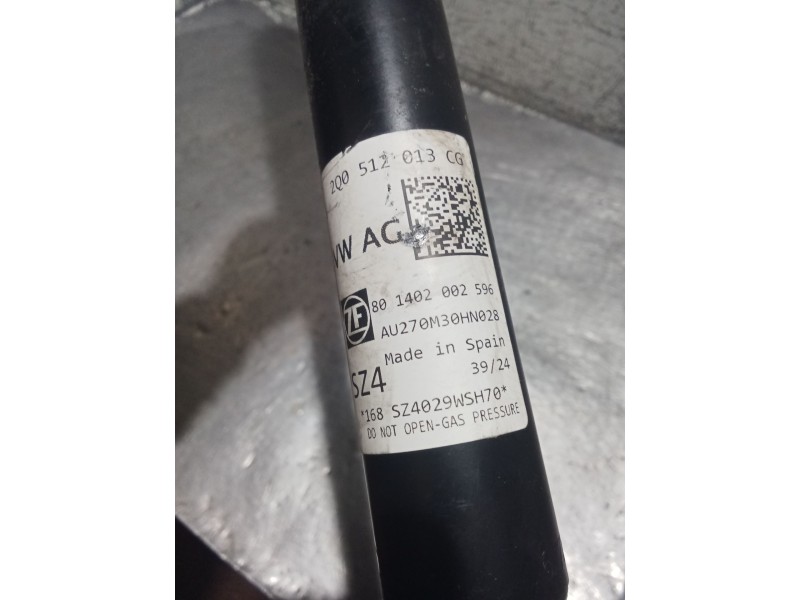 2Q0 512 013 CG
VW AG
ZF
80 1402 002 596
AU270M30HN028
Made in Spain
SZ4
39/24
*168 SZ4029WSH70*
DO NOT OPEN-GAS PRESSURE